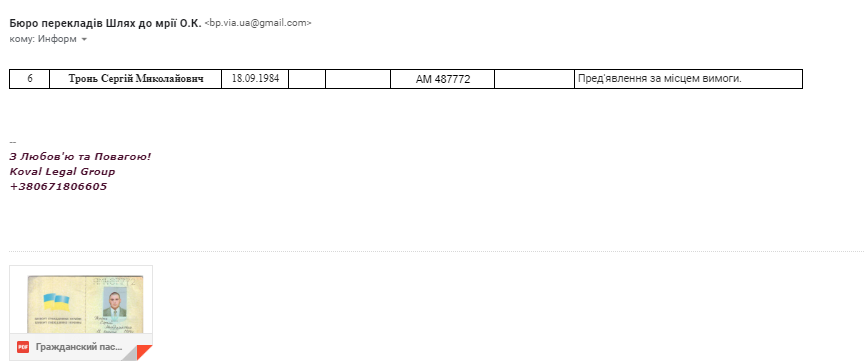 Бюро перекладів Шлях до мрії О.К. <bp.via.ua@gmail.com>
кому: Информ
6 Тронь Сергій Миколайович 18.09.1984 АМ 487772 Пред'явлення за місцем вимоги.
--
З Любов'ю та Повагою!
Koval Legal Group
+380671806605
PDF Гражданский пас...